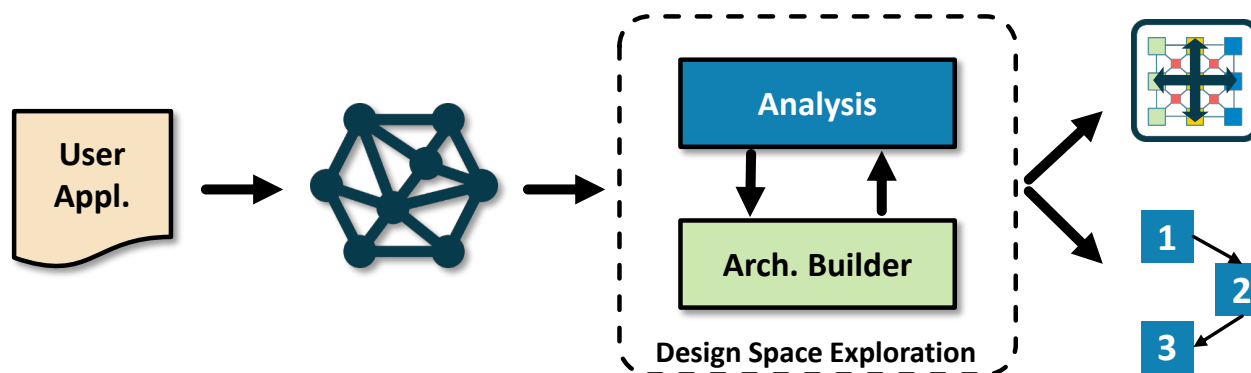 User
Appl.
Analysis
Arch. Builder
Design Space Exploration
1
2
3